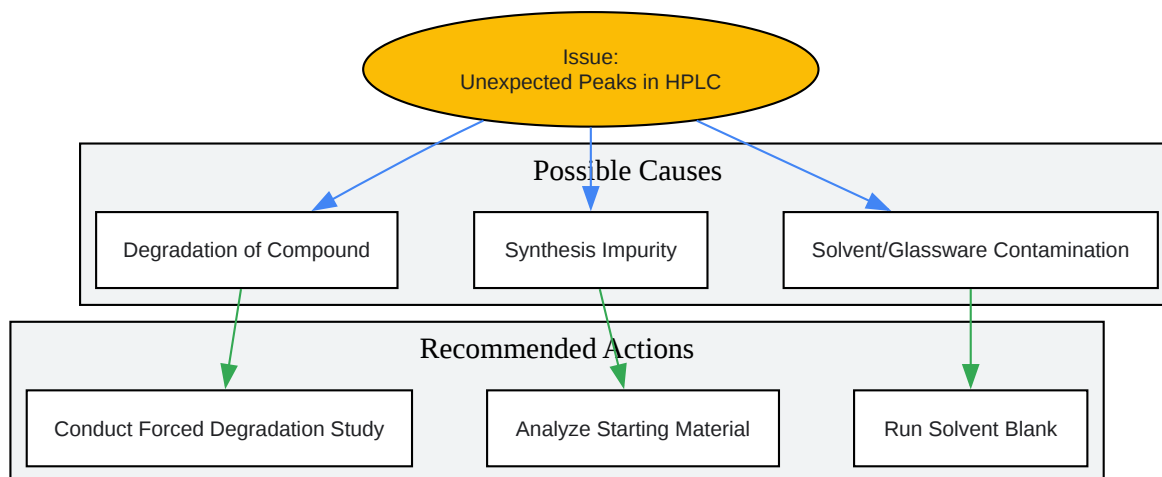 Issue:
Unexpected Peaks in HPLC
Possible Causes
Degradation of Compound
Synthesis Impurity
Solvent/Glassware Contamination
Recommended Actions
Conduct Forced Degradation Study
Analyze Starting Material
Run Solvent Blank